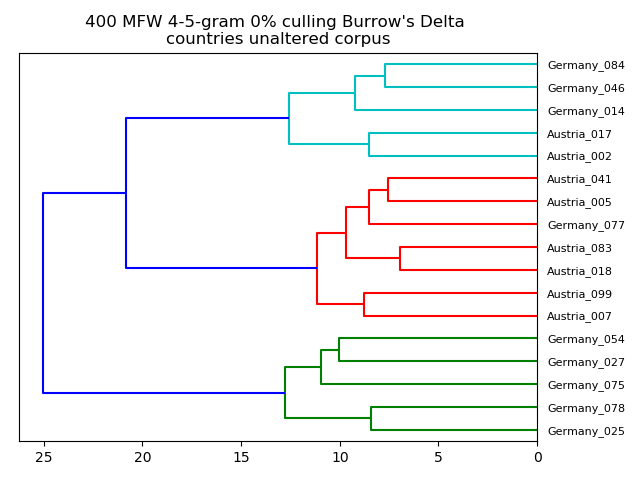 400 MFW 4-5-gram 0% culling Burrow's Delta
countries unaltered corpus
Germany_084
Germany_046
Germany_014
Austria_017
Austria_002
Austria_041
Austria_005
Germany_077
Austria_083
Austria_018
Austria_099
Austria_007
Germany_054
Germany_027
Germany_075
Germany_078
Germany_025
25 20 15 10 5 0